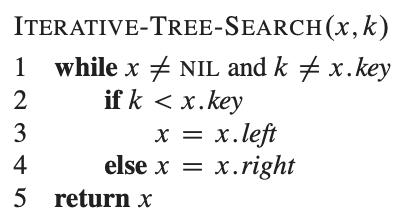 ITERATIVE-TREE-SEARCH(x, k)
1 while x ≠ NIL and k ≠ x.key
2 if k < x.key
3 x = x.left
4 else x = x.right
5 return x